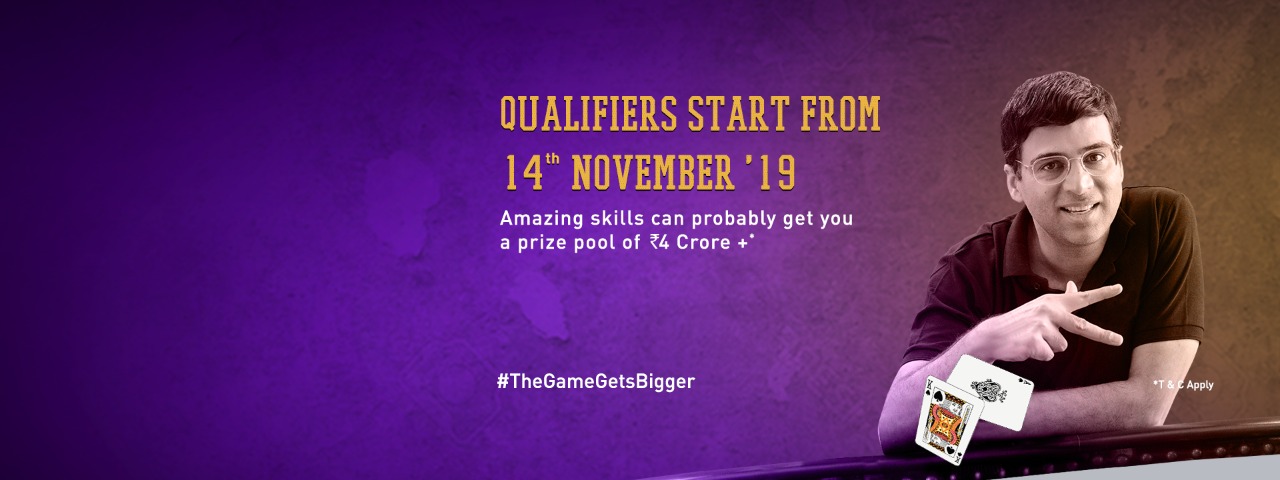 QUALIFIERS START FROM
14th NOVEMBER '19
Amazing skills can probably get you
a prize pool of ₹4 Crore +*
#TheGameGetsBigger
*T & C Apply
K
A
K